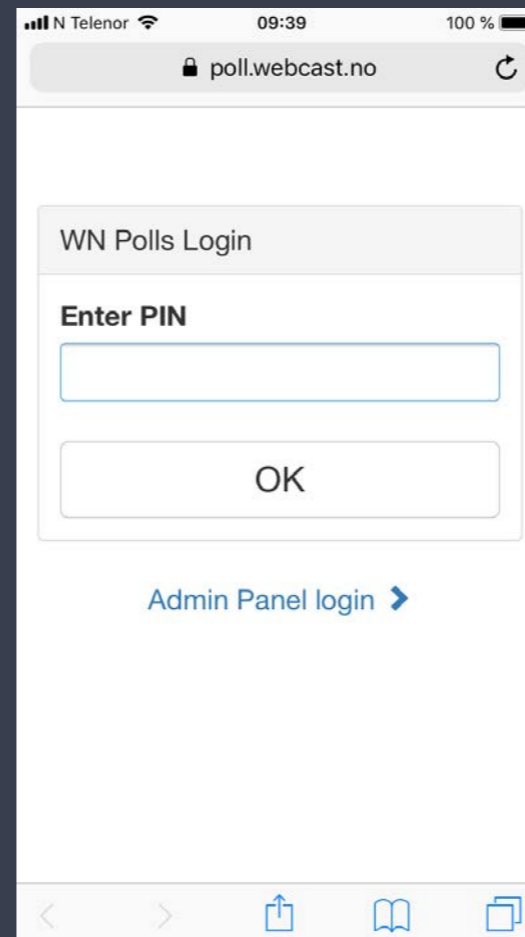 N Telenor 09:39 100 %
poll.webcast.no
WN Polls Login
Enter PIN
OK
Admin Panel login